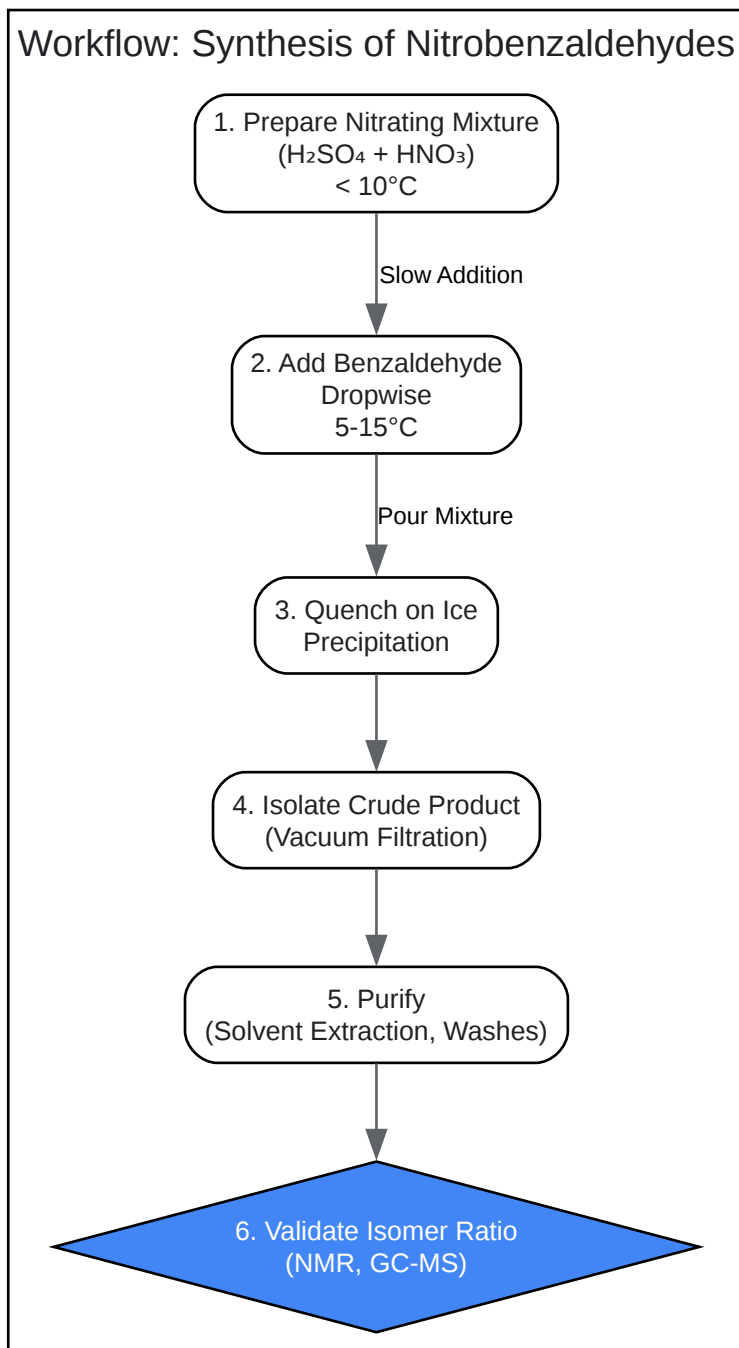 Workflow: Synthesis of Nitrobenzaldehydes
1. Prepare Nitrating Mixture
(H₂SO₄ + HNO₃)
< 10°C
Slow Addition
2. Add Benzaldehyde
Dropwise
5-15°C
Pour Mixture
3. Quench on Ice
Precipitation
4. Isolate Crude Product
(Vacuum Filtration)
5. Purify
(Solvent Extraction, Washes)
6. Validate Isomer Ratio
(NMR, GC-MS)